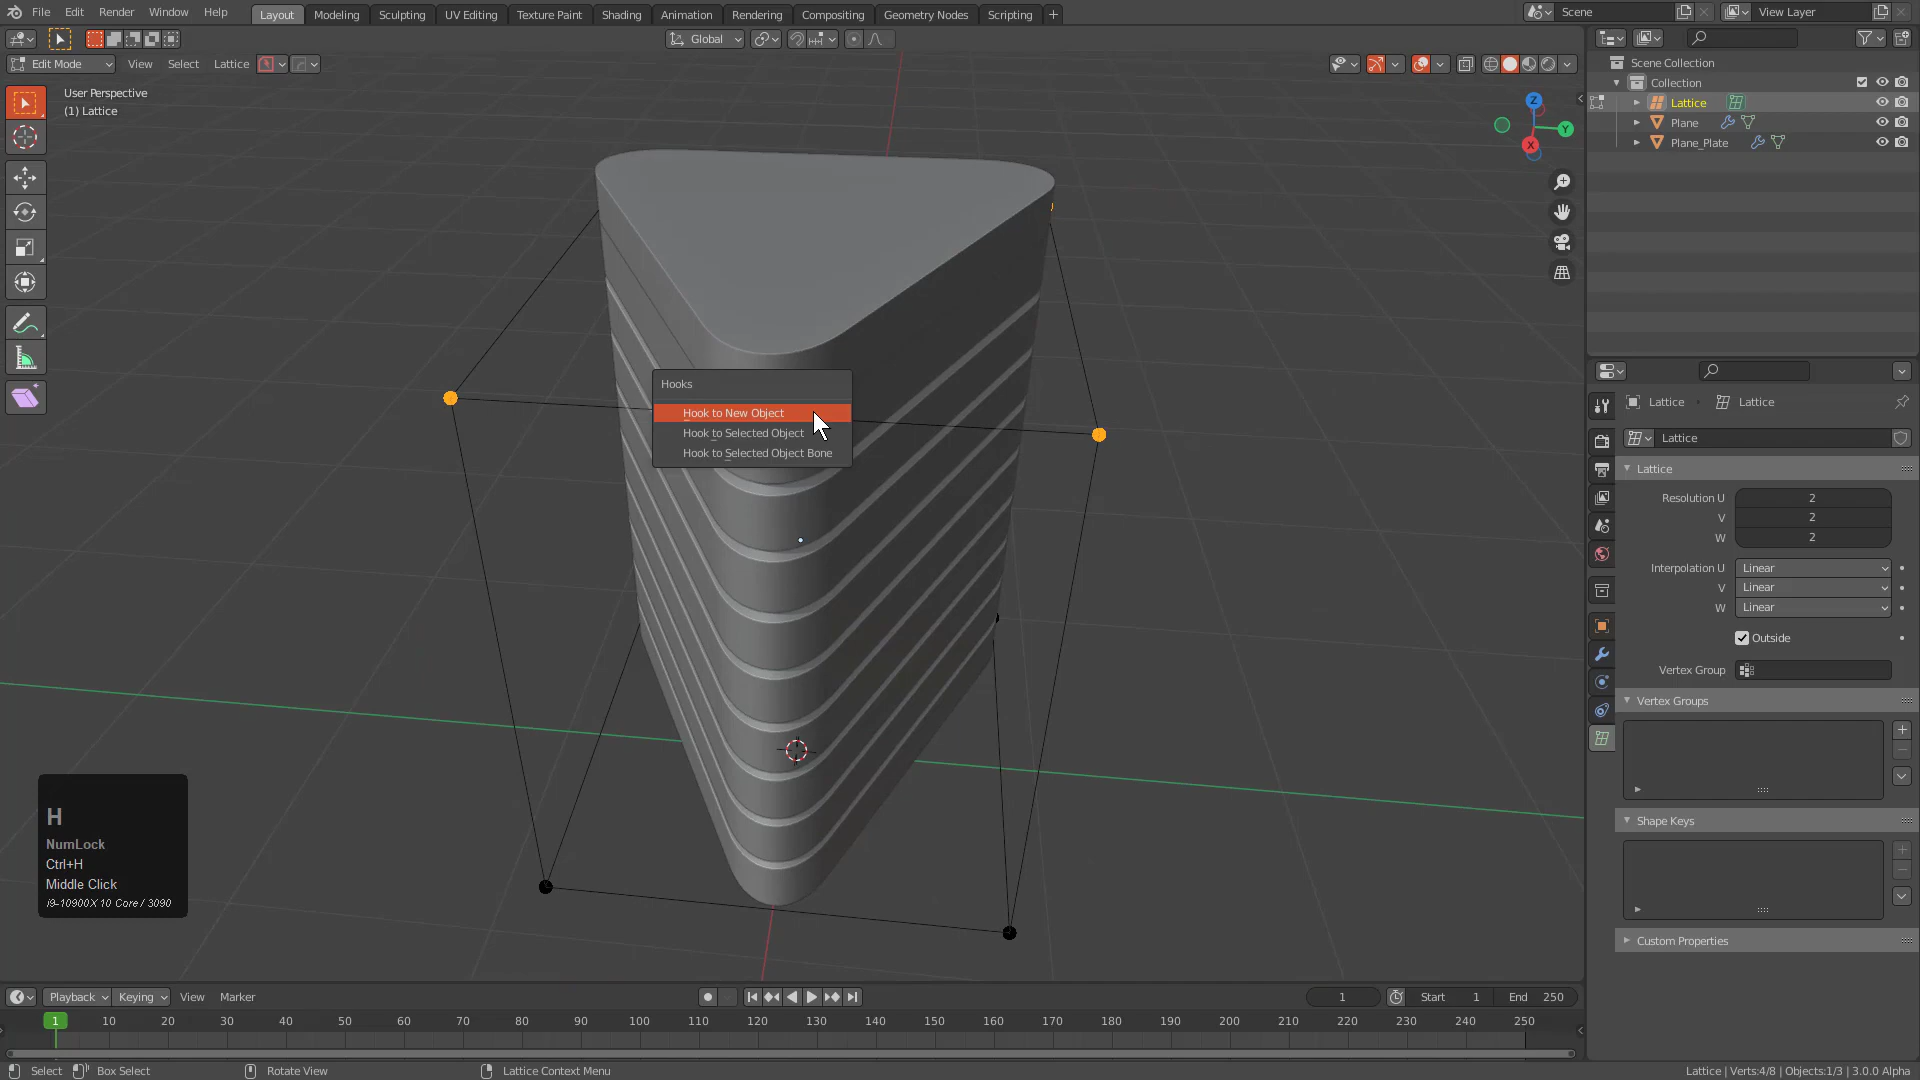 File Edit Render Window Help Layout Modeling Sculpting UV Editing Texture Paint Shading Animation Rendering Compositing Geometry Nodes Scripting + Scene View Layer
Global
Edit Mode View Select Lattice
User Perspective
(1) Lattice
Z
Y
X
Scene Collection
Collection
Lattice
Plane
Plane_Plate
Hooks
Hook to New Object
Hook to Selected Object
Hook to Selected Object Bone
Lattice Lattice
Lattice
Lattice
Resolution U 2
V 2
W 2
Interpolation U Linear
V Linear
W Linear
Outside
Vertex Group
Vertex Groups
Shape Keys
Custom Properties
H
NumLock
Ctrl+H
Middle Click
i9-10900X 10 Core / 3090
Playback Keying View Marker 1 Start 1 End 250
1 10 20 30 40 50 60 70 80 90 100 110 120 130 140 150 160 170 180 190 200 210 220 230 240 250
Select Box Select Rotate View Lattice Context Menu Lattice | Verts:4/8 | Objects:1/3 | 3.0.0 Alpha